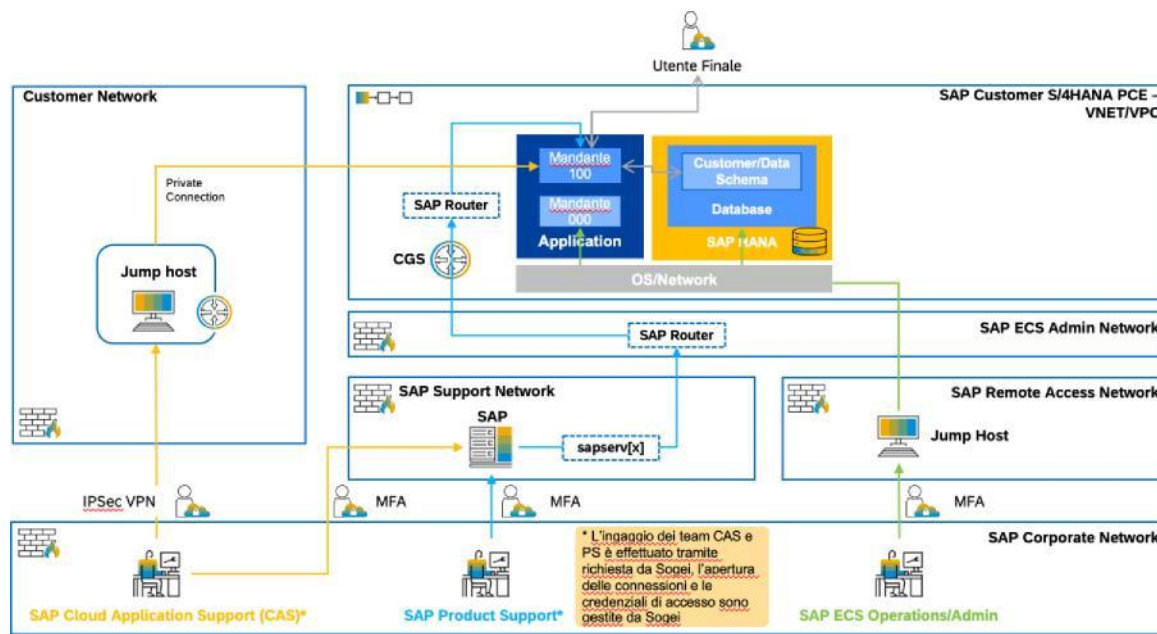 Utente Finale
Customer Network
SAP Customer S/4HANA PCE –
VNET/VPC
Private
Connection
Mandante
100
Customer/Data
Schema
SAP Router
Mandante
000
Database
Application
SAP HANA
CGS
Jump host
OS/Network
SAP ECS Admin Network
SAP Router
SAP Support Network
SAP Remote Access Network
SAP
Jump Host
sapserv[x]
IPSec VPN
MFA
MFA
MFA
SAP Corporate Network
* L'ingaggio dei team CAS e
PS è effettuato tramite
richiesta da Sogei, l'apertura
delle connessioni e le
credenziali di accesso sono
gestite da Sogei
SAP Cloud Application Support (CAS)*
SAP Product Support*
SAP ECS Operations/Admin